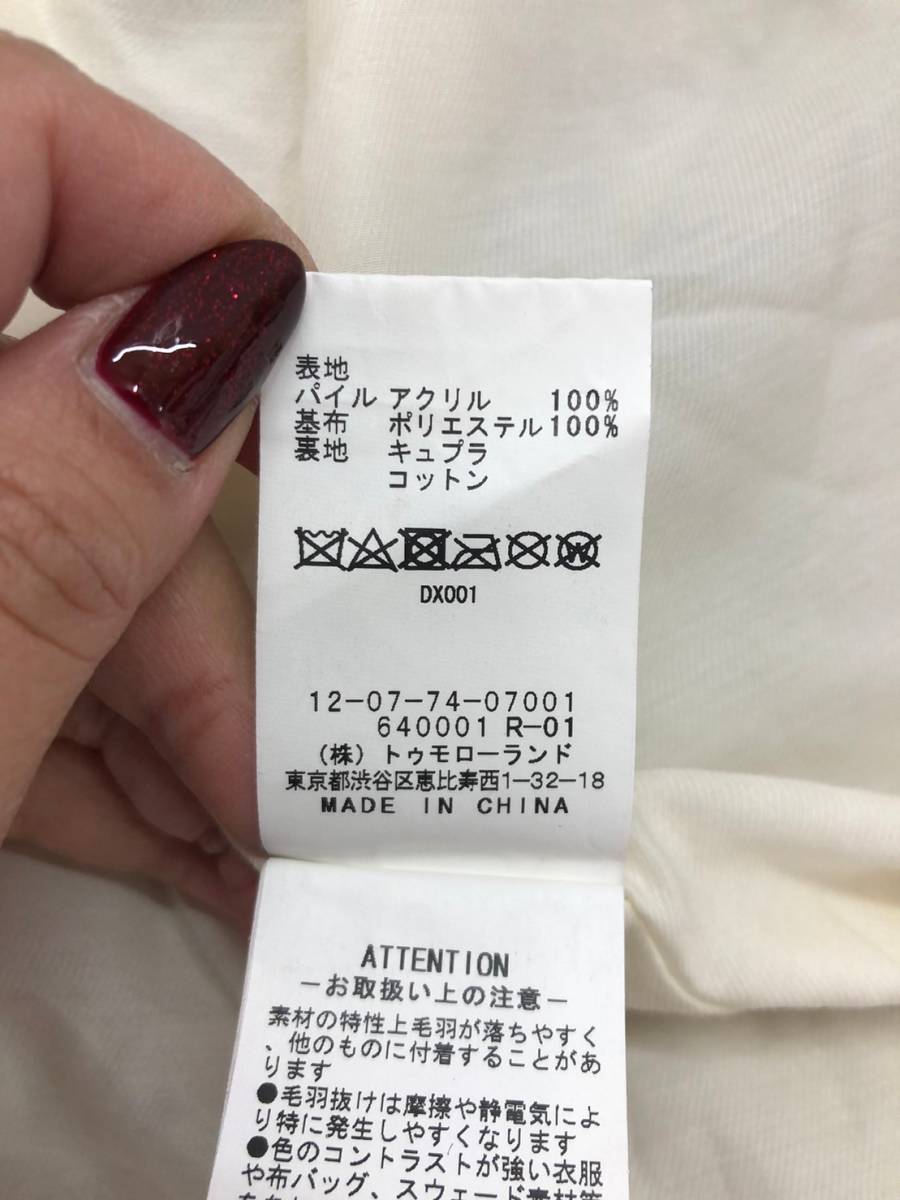 表地
パイル アクリル 100%
基布 ポリエステル100%
裏地 キュプラ
コットン
DX001
12-07-74-07001
640001 R-01
(株) トゥモローランド
東京都渋谷区恵比寿西1-32-18
MADE IN CHINA
ATTENTION
-お取扱い上の注意-
素材の特性上毛羽が落ちやすく
、他のものに付着することがあ
ります
●毛羽抜けは摩擦や静電気によ
り特に発生しやすくなります
●色のコントラストが強い衣服
や布バッグ、スウェード素材等